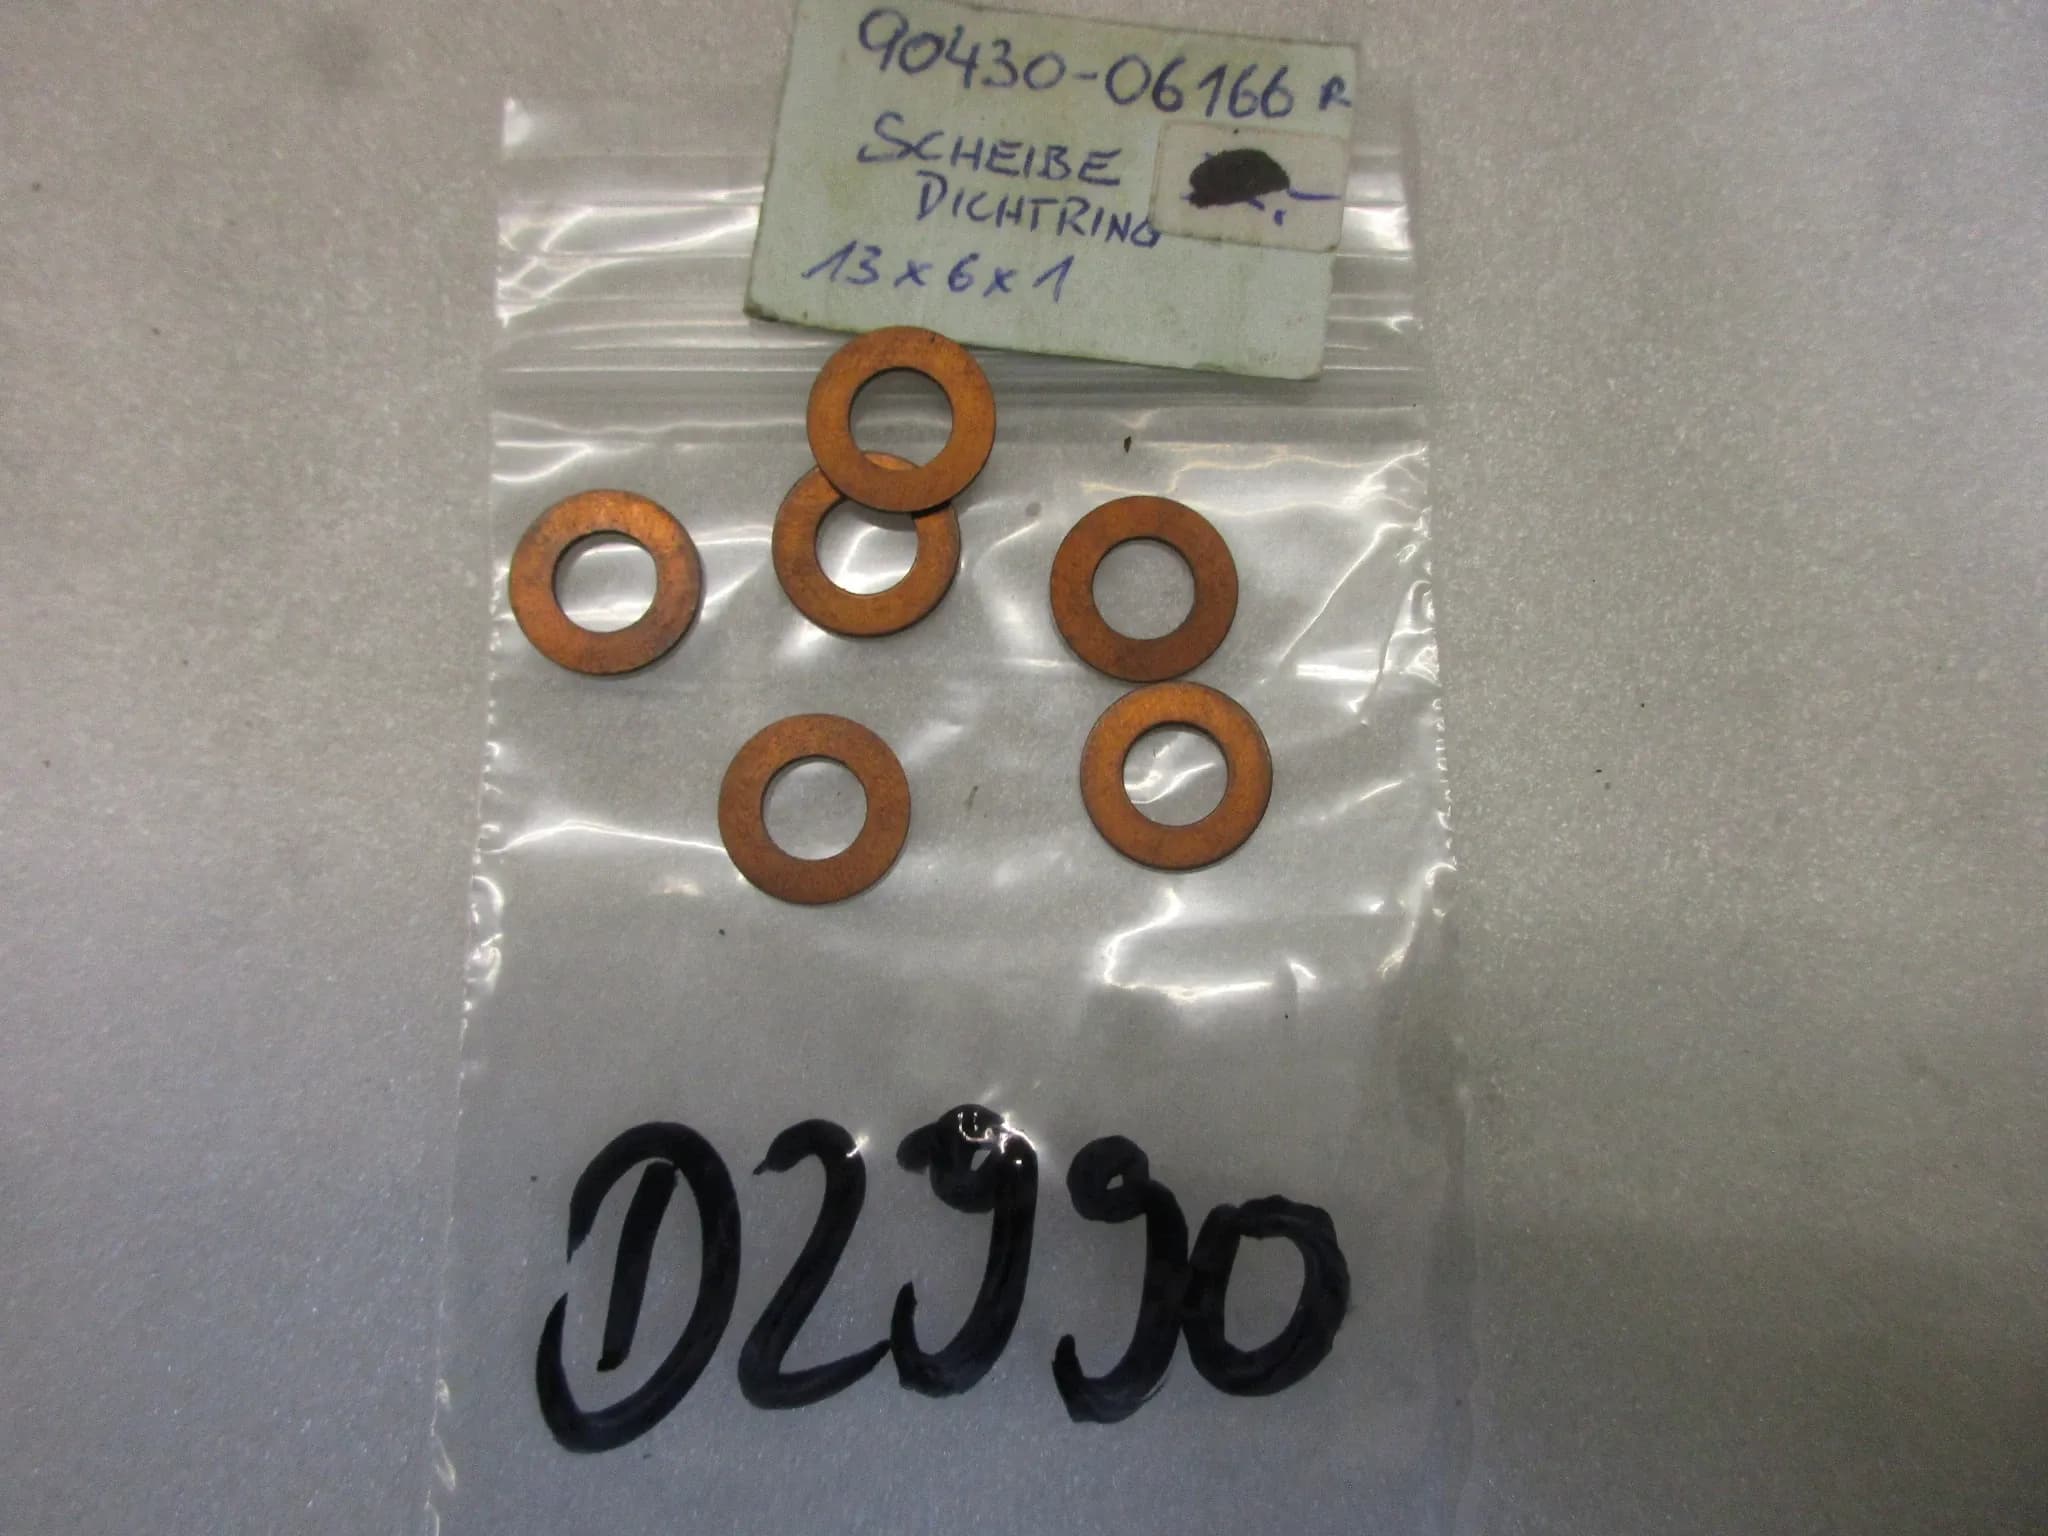 90430-06166 R
SCHEIBE
DICHTRING
13 x 6 x 1
D2990